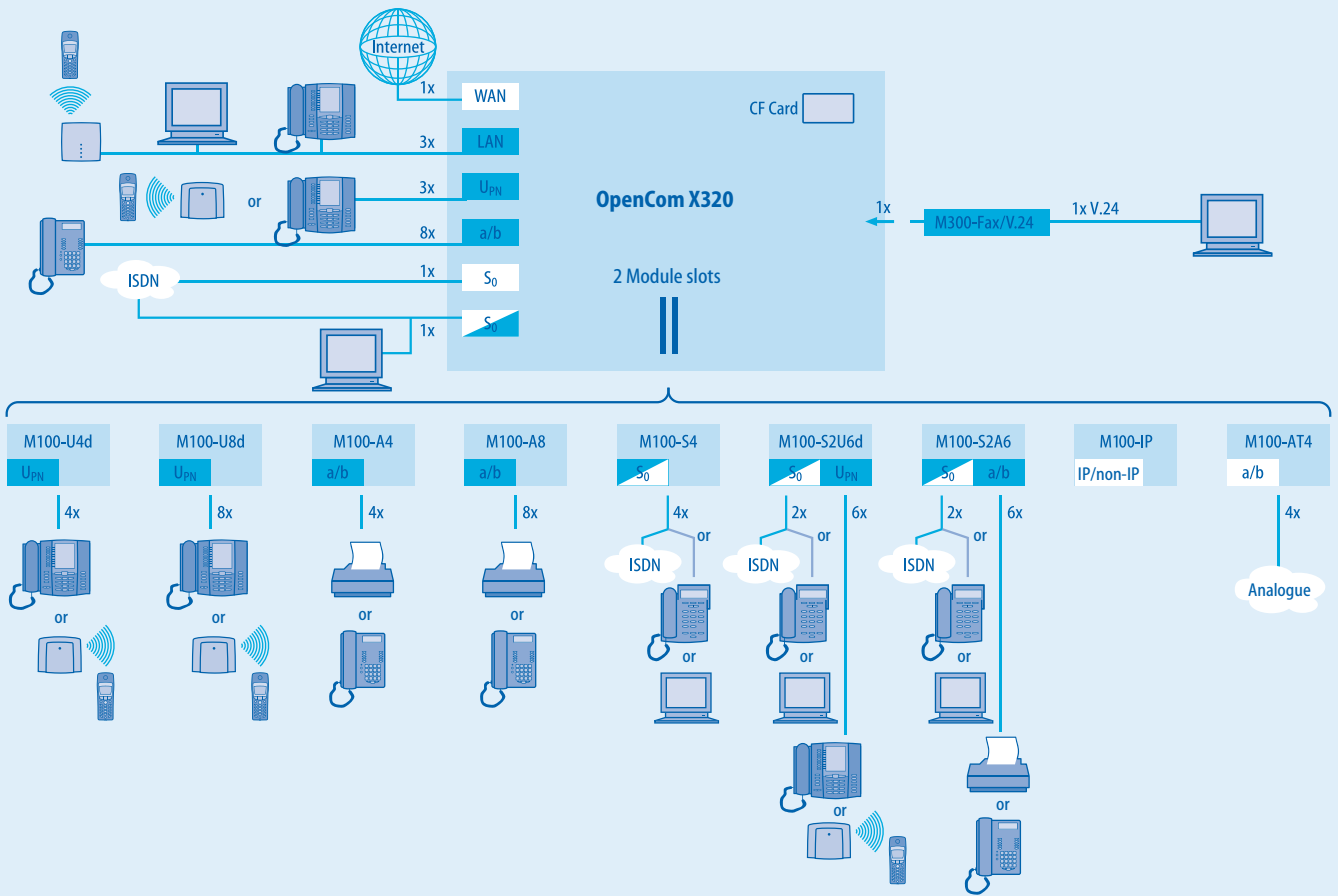 Internet
1x
WAN
CF Card
3x
LAN
3x
UPN
or
OpenCom X320
1x
M300-Fax/V.24
1x V.24
8x
a/b
ISDN
1x
S0
2 Module slots
1x
S0
M100-U4d
M100-U8d
M100-A4
M100-A8
M100-S4
M100-S2U6d
M100-S2A6
M100-IP
M100-AT4
UPN
UPN
a/b
a/b
S0
S0
UPN
S0
a/b
IP/non-IP
a/b
4x
8x
4x
8x
4x
2x
6x
2x
6x
4x
or
or
or
ISDN
ISDN
ISDN
Analogue
or
or
or
or
or
or
or
or
or